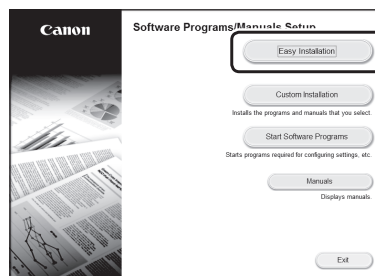 Canon
Software Programs/Manuals Setup
Easy Installation
Custom Installation
Installs the programs and manuals that you select.
Start Software Programs
Starts programs required for configuring settings, etc.
Manuals
Displays manuals.
Exit